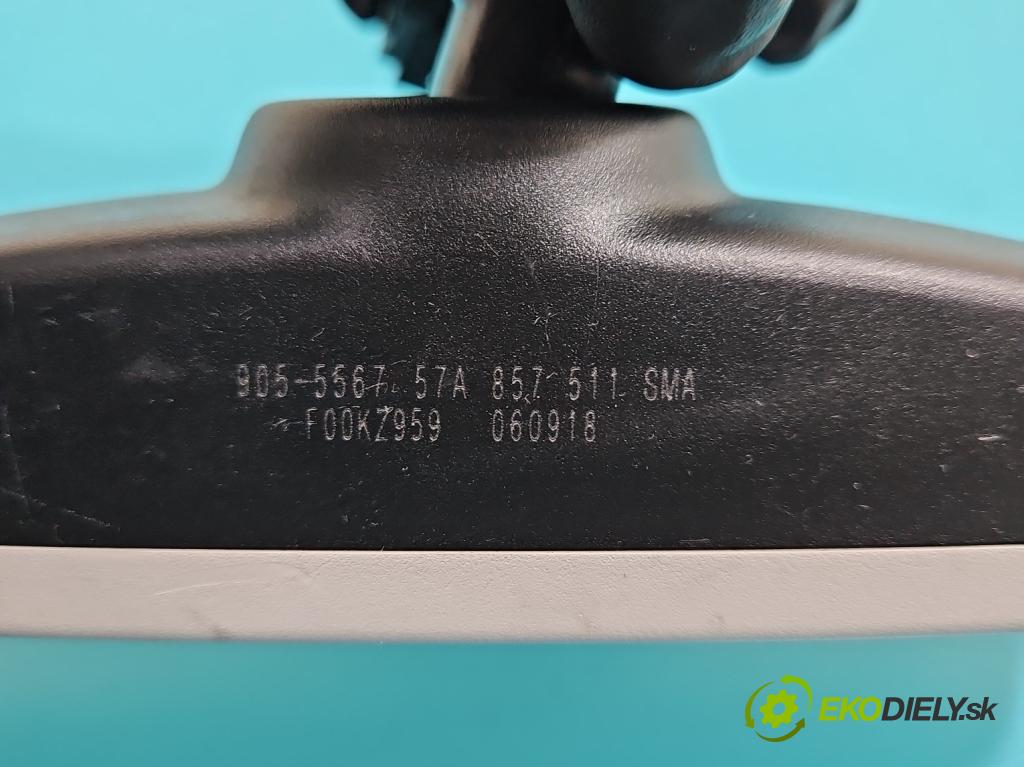 905-5567 57A 857 511 SMA
F00KZ959 060918
EKODIELY.sk